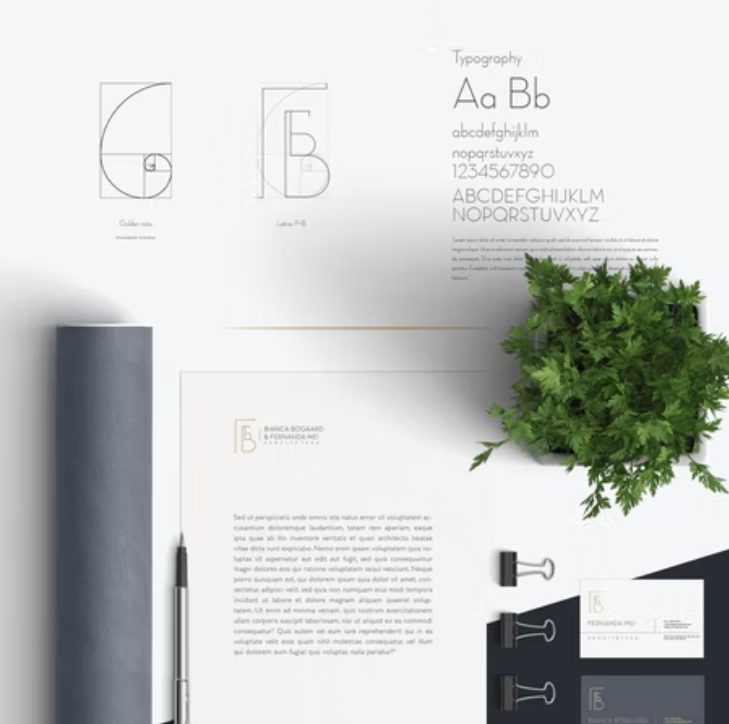 Typography
Aa Bb
abcdefghijklm
nopqrstuvxyz
1234567890
ABCDEFGHIJKLM
NOPQRSTUVXYZ
Golden ratio
Letras F+B
BIANCA BOGAARD
& FERNANDA MEI
ARQUITETURA
Sed ut perspiciatis unde omnis iste natus error sit voluptatem ac-
cusantium doloremque laudantium, totam rem aperiam, eaque
ipsa quae ab illo inventore veritatis et quasi architecto beatae
vitae dicta sunt explicabo. Nemo enim ipsam voluptatem quia vo-
luptas sit aspernatur aut odit aut fugit, sed quia consequuntur
magni dolores eos qui ratione voluptatem sequi nesciunt. Neque
porro quisquam est, qui dolorem ipsum quia dolor sit amet, con-
sectetur, adipisci velit, sed quia non numquam eius modi tempora
incidunt ut labore et dolore magnam aliquam quaerat volup-
tatem. Ut enim ad minima veniam, quis nostrum exercitationem
ullam corporis suscipit laboriosam, nisi ut aliquid ex ea commodi
consequatur? Quis autem vel eum iure reprehenderit qui in ea
voluptate velit esse quam nihil molestiae consequatur, vel illum
qui dolorem eum fugiat quo voluptas nulla pariatur?"
FERNANDA MEI
ARQUITETURA